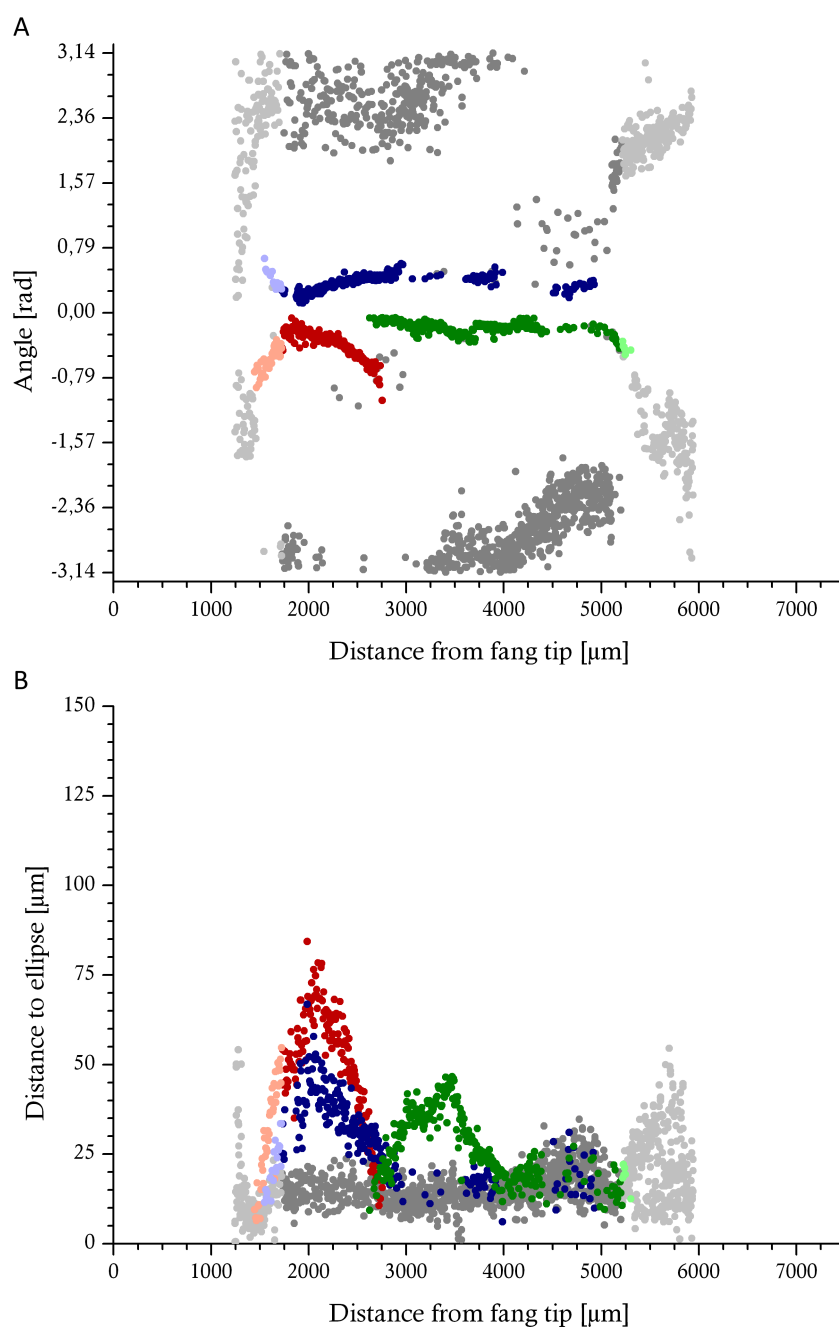 A
3,14
2,36
1,57
0,79
0,00
-0,79
-1,57
-2,36
-3,14
Angle [rad]
0 1000 2000 3000 4000 5000 6000 7000
Distance from fang tip [µm]
B
150
125
100
75
50
25
0
Distance to ellipse [µm]
0 1000 2000 3000 4000 5000 6000 7000
Distance from fang tip [µm]